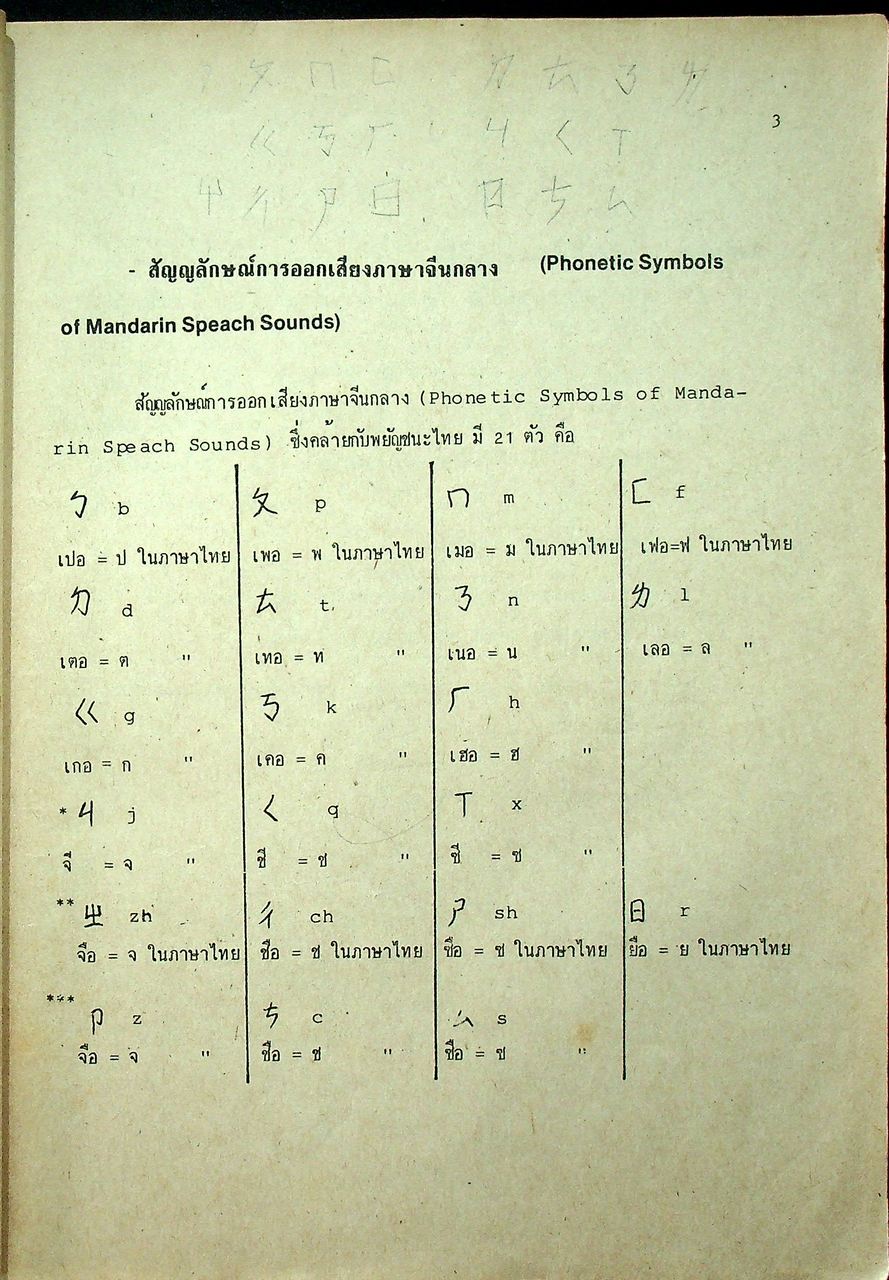 ㄆ ㄇ ㄈ ㄉ ㄊ ㄋ ㄌ
ㄍ ㄎ ㄏ ㄐ ㄑ ㄒ
ㄓ ㄔ ㄕ ㄖ ㄗ ㄘ ㄙ
3
- สัญญลักษณ์การออกเสียงภาษาจีนกลาง (Phonetic Symbols
of Mandarin Speach Sounds)
สัญญลักษณ์การออกเสียงภาษาจีนกลาง (Phonetic Symbols of Manda-
rin Speach Sounds) ซึ่งคล้ายกับพยัญชนะไทย มี 21 ตัว คือ
ㄅ b ㄆ p ㄇ m ㄈ f
เปอ = ป ในภาษาไทย เพอ = พ ในภาษาไทย เมอ = ม ในภาษาไทย เฟอ=ฟ ในภาษาไทย
ㄉ d ㄊ t ㄋ n ㄌ l
เตอ = ต " เทอ = ท " เนอ = น " เลอ = ล "
ㄍ g ㄎ k ㄏ h
เกอ = ก " เคอ = ค " เฮอ = ฮ "
* ㄐ j ㄑ q ㄒ x
จี = จ " ชี = ช " ซี = ซ "
** ㄓ zh ㄔ ch ㄕ sh ㄖ r
จือ = จ ในภาษาไทย ชือ = ช ในภาษาไทย ซือ = ซ ในภาษาไทย ยือ = ย ในภาษาไทย
*** ㄗ z ㄘ c ㄙ s
จือ = จ " ชือ = ช " ซือ = ซ "